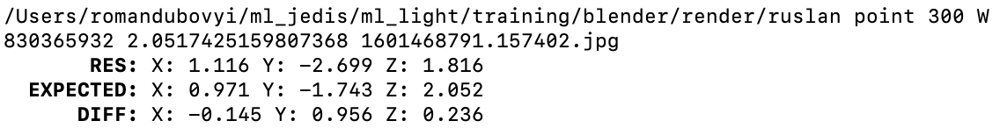 /Users/romandubovyi/ml_jedis/ml_light/training/blender/render/ruslan point 300 W
830365932 2.0517425159807368 1601468791.157402.jpg
RES: X: 1.116 Y: −2.699 Z: 1.816
EXPECTED: X: 0.971 Y: −1.743 Z: 2.052
DIFF: X: −0.145 Y: 0.956 Z: 0.236